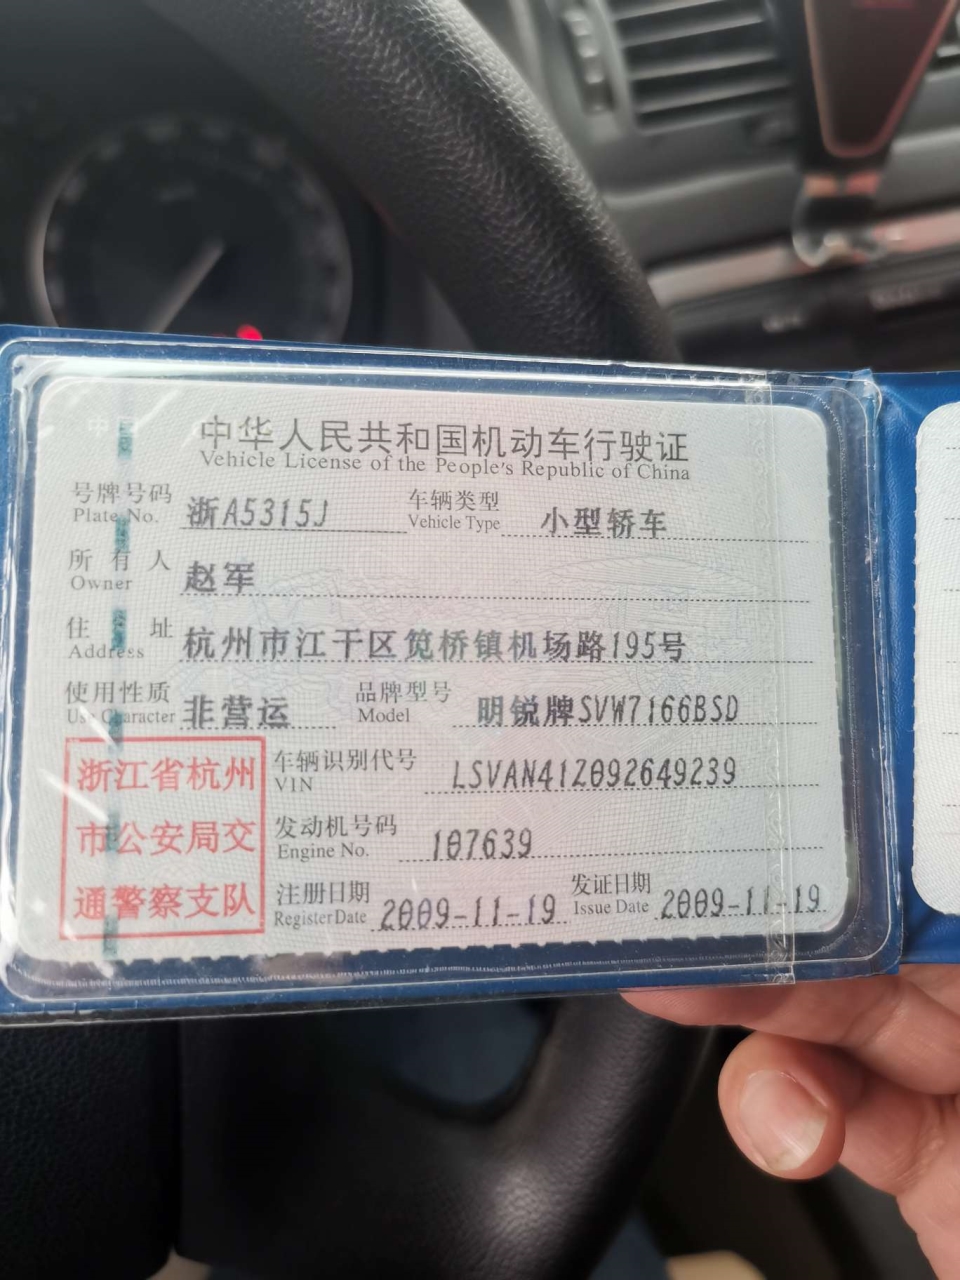 中华人民共和国机动车行驶证
Vehicle License of the People's Republic of China
号牌号码 浙A5315J 车辆类型 小型轿车
Plate No. Vehicle Type
所有人 赵军
Owner
住址 杭州市江干区笕桥镇机场路195号
Address
使用性质 非营运 品牌型号 明锐牌SVW7166BSD
Use Character Model
浙江省杭州
市公安局交
通警察支队
车辆识别代号 LSVAN41Z092649239
VIN
发动机号码 107639
Engine No.
注册日期 2009-11-19 发证日期 2009-11-19
Register Date Issue Date